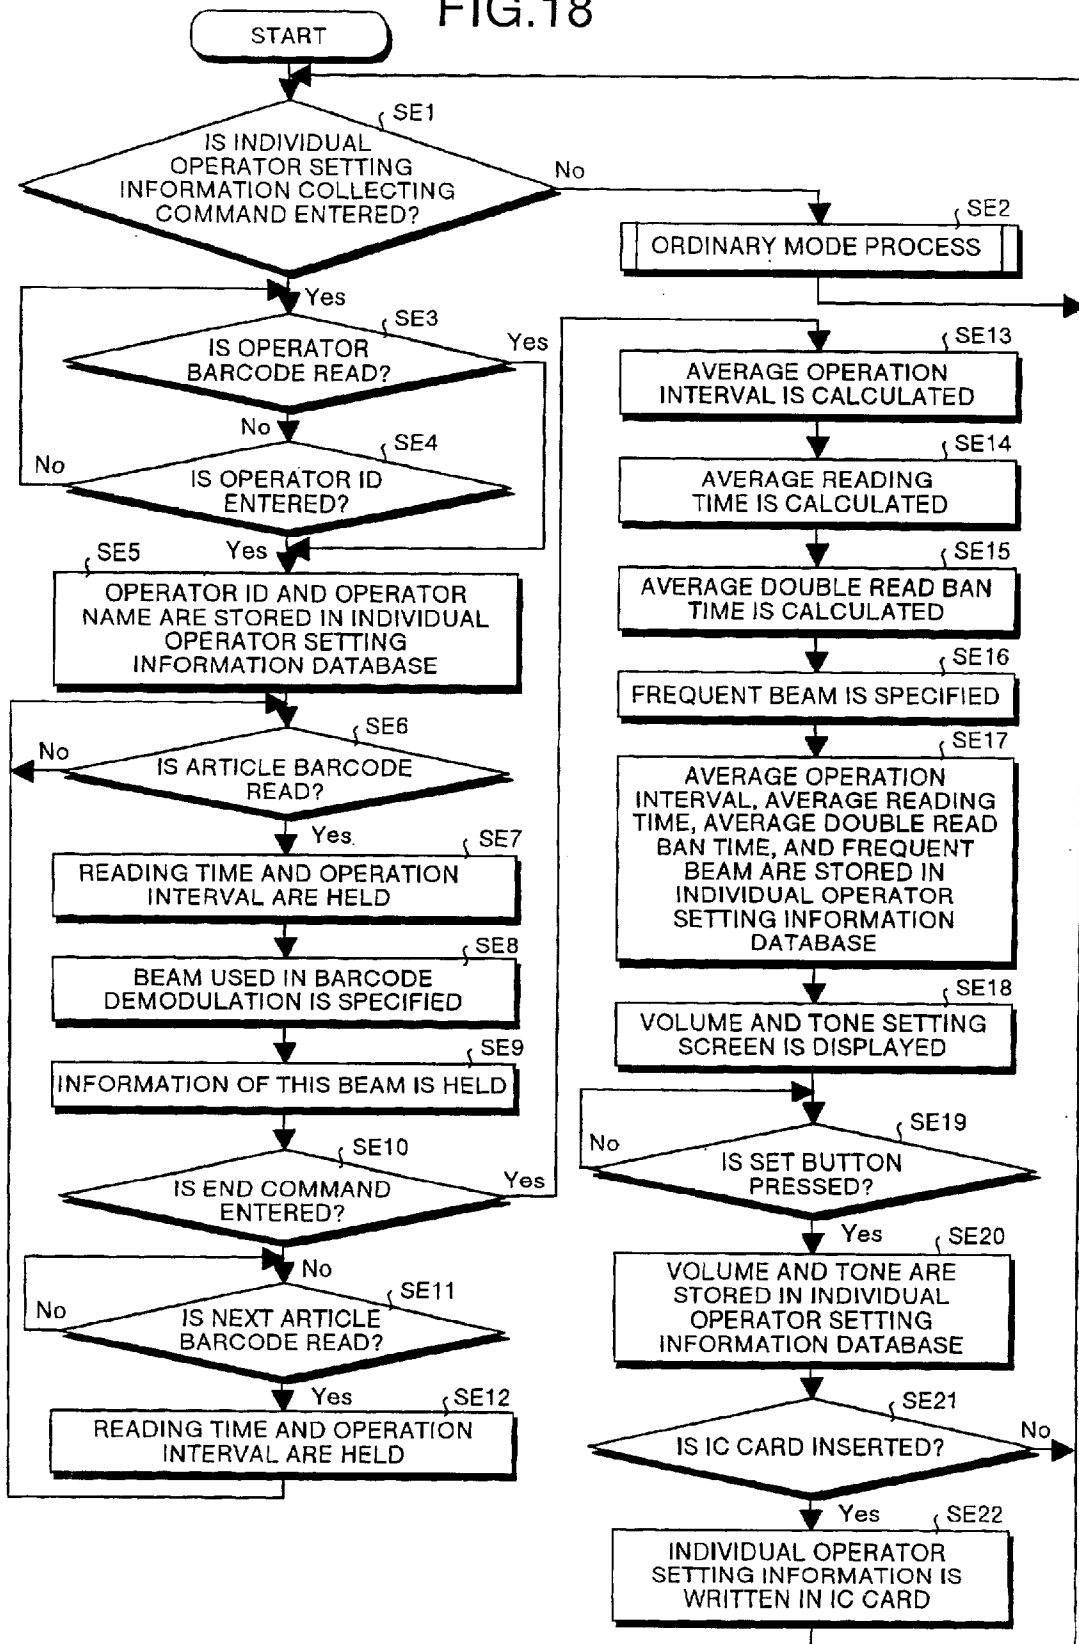 FIG.18
START
SE1
IS INDIVIDUAL
OPERATOR SETTING
INFORMATION COLLECTING
COMMAND ENTERED?
No
Yes
SE2
ORDINARY MODE PROCESS
SE3
IS OPERATOR
BARCODE READ?
Yes
No
SE4
IS OPERATOR ID
ENTERED?
No
Yes
SE5
OPERATOR ID AND OPERATOR
NAME ARE STORED IN INDIVIDUAL
OPERATOR SETTING
INFORMATION DATABASE
SE6
IS ARTICLE BARCODE
READ?
No
Yes
SE7
READING TIME AND OPERATION
INTERVAL ARE HELD
SE8
BEAM USED IN BARCODE
DEMODULATION IS SPECIFIED
SE9
INFORMATION OF THIS BEAM IS HELD
SE10
IS END COMMAND
ENTERED?
Yes
No
SE11
IS NEXT ARTICLE
BARCODE READ?
No
Yes
SE12
READING TIME AND OPERATION
INTERVAL ARE HELD
SE13
AVERAGE OPERATION
INTERVAL IS CALCULATED
SE14
AVERAGE READING
TIME IS CALCULATED
SE15
AVERAGE DOUBLE READ BAN
TIME IS CALCULATED
SE16
FREQUENT BEAM IS SPECIFIED
SE17
AVERAGE OPERATION
INTERVAL, AVERAGE READING
TIME, AVERAGE DOUBLE READ
BAN TIME, AND FREQUENT
BEAM ARE STORED IN
INDIVIDUAL OPERATOR
SETTING INFORMATION
DATABASE
SE18
VOLUME AND TONE SETTING
SCREEN IS DISPLAYED
SE19
IS SET BUTTON
PRESSED?
No
Yes
SE20
VOLUME AND TONE ARE
STORED IN INDIVIDUAL
OPERATOR SETTING
INFORMATION DATABASE
SE21
IS IC CARD INSERTED?
No
Yes
SE22
INDIVIDUAL OPERATOR
SETTING INFORMATION IS
WRITTEN IN IC CARD